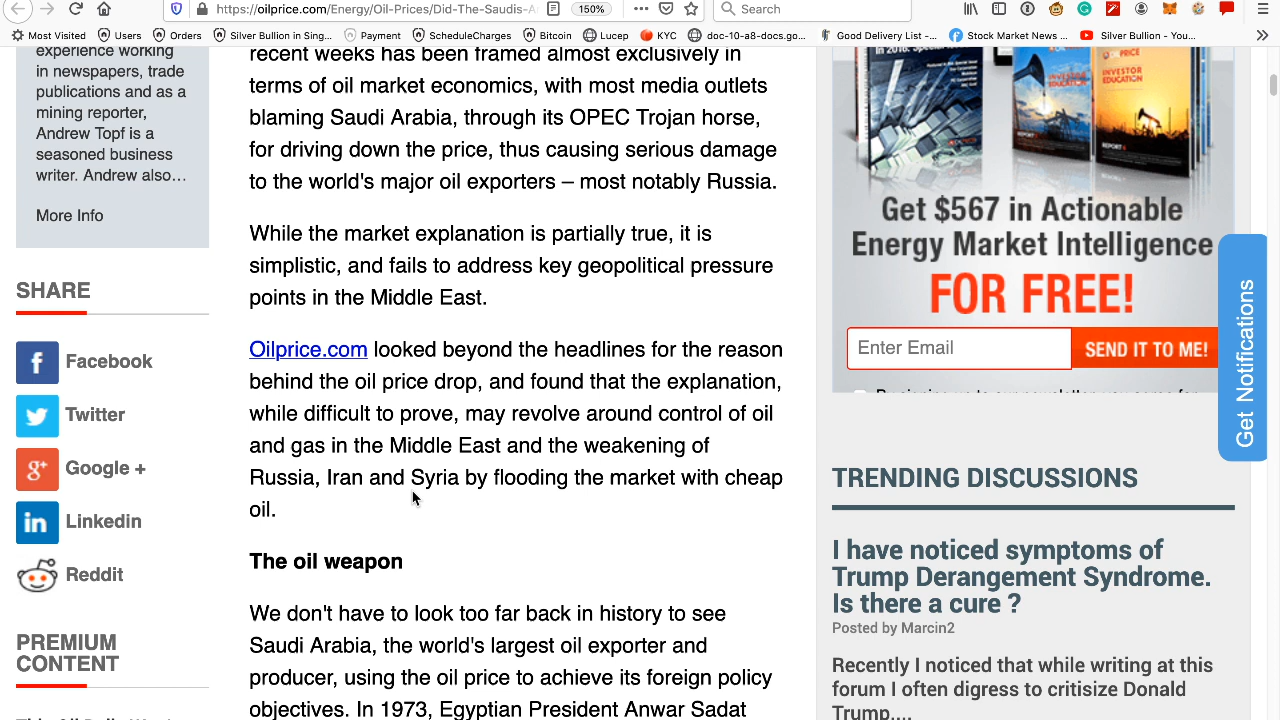 https://oilprice.com/Energy/Oil-Prices/Did-The-Saudis-A
150%
Search
Most Visited
Users
Orders
Silver Bullion in Sing...
Payment
ScheduleCharges
Bitcoin
Lucep
KYC
doc-10-a8-docs.go...
Good Delivery List -...
Stock Market News ...
Silver Bullion - You...
experience working
in newspapers, trade
publications and as a
mining reporter,
Andrew Topf is a
seasoned business
writer. Andrew also...
More Info
SHARE
Facebook
Twitter
Google +
Linkedin
Reddit
PREMIUM
CONTENT
recent weeks has been framed almost exclusively in
terms of oil market economics, with most media outlets
blaming Saudi Arabia, through its OPEC Trojan horse,
for driving down the price, thus causing serious damage
to the world's major oil exporters – most notably Russia.
While the market explanation is partially true, it is
simplistic, and fails to address key geopolitical pressure
points in the Middle East.
Oilprice.com looked beyond the headlines for the reason
behind the oil price drop, and found that the explanation,
while difficult to prove, may revolve around control of oil
and gas in the Middle East and the weakening of
Russia, Iran and Syria by flooding the market with cheap
oil.
The oil weapon
We don't have to look too far back in history to see
Saudi Arabia, the world's largest oil exporter and
producer, using the oil price to achieve its foreign policy
objectives. In 1973, Egyptian President Anwar Sadat
INVESTOR
EDUCATION
INVESTOR
EDUCATION
Get $567 in Actionable
Energy Market Intelligence
FOR FREE!
Enter Email
SEND IT TO ME!
Get Notifications
TRENDING DISCUSSIONS
I have noticed symptoms of
Trump Derangement Syndrome.
Is there a cure ?
Posted by Marcin2
Recently I noticed that while writing at this
forum I often digress to critisize Donald
Trump....